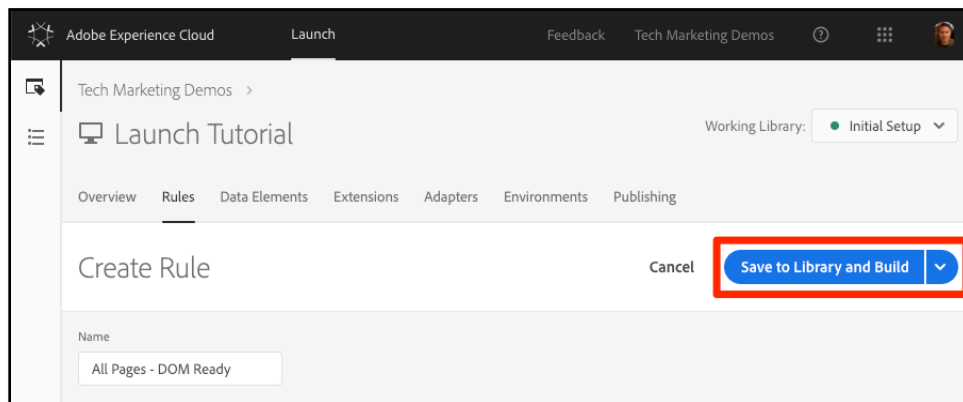 Adobe Experience Cloud Launch Feedback Tech Marketing Demos
Tech Marketing Demos >
Launch Tutorial
Working Library: Initial Setup
Overview Rules Data Elements Extensions Adapters Environments Publishing
Create Rule Cancel Save to Library and Build
Name
All Pages - DOM Ready